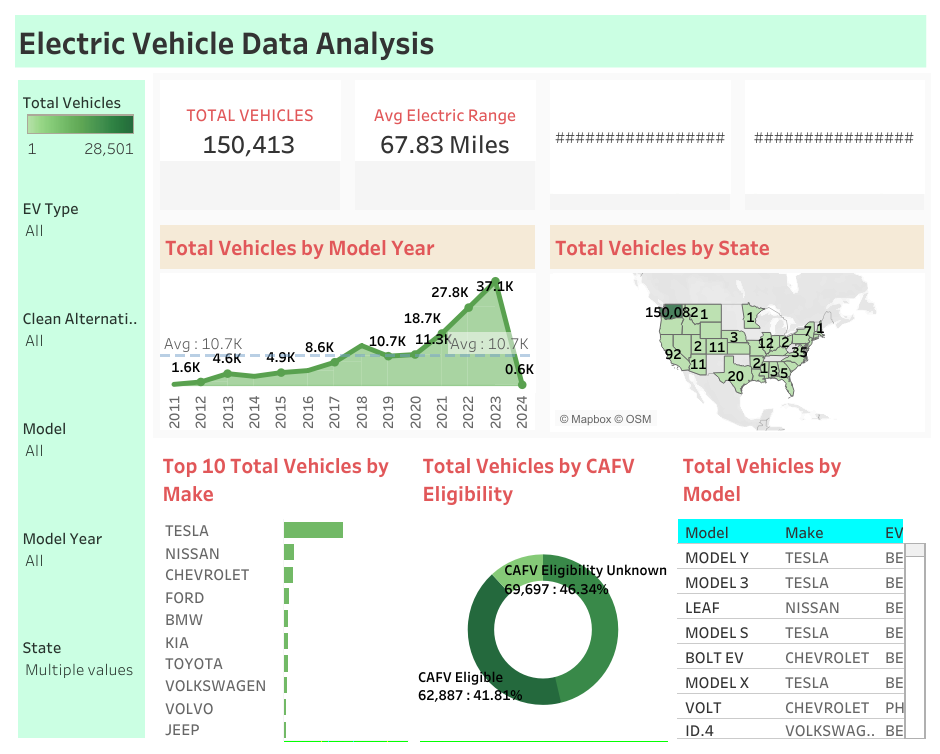 Electric Vehicle Data Analysis
Total Vehicles
1 28,501
EV Type
All
Clean Alternati..
All
Model
All
Model Year
All
State
Multiple values
TOTAL VEHICLES
150,413
Avg Electric Range
67.83 Miles
################
###############
Total Vehicles by Model Year
37.1K
27.8K
18.7K
11.3K
10.7K
8.6K
4.9K
4.6K
1.6K
0.6K
Avg : 10.7K
Avg : 10.7K
2011 2012 2013 2014 2015 2016 2017 2018 2019 2020 2021 2022 2023 2024
Total Vehicles by State
150,082 1 1 7 1
92 2 11 3 12 2 35
11 20 2 1 3 5
© Mapbox © OSM
Top 10 Total Vehicles by
Make
TESLA
NISSAN
CHEVROLET
FORD
BMW
KIA
TOYOTA
VOLKSWAGEN
VOLVO
JEEP
Total Vehicles by CAFV
Eligibility
CAFV Eligibility Unknown
69,697 : 46.34%
CAFV Eligible
62,887 : 41.81%
Total Vehicles by
Model
Model Make EV
MODEL Y TESLA BE
MODEL 3 TESLA BE
LEAF NISSAN BE
MODEL S TESLA BE
BOLT EV CHEVROLET BE
MODEL X TESLA BE
VOLT CHEVROLET PH
ID.4 VOLKSWAG.. BE